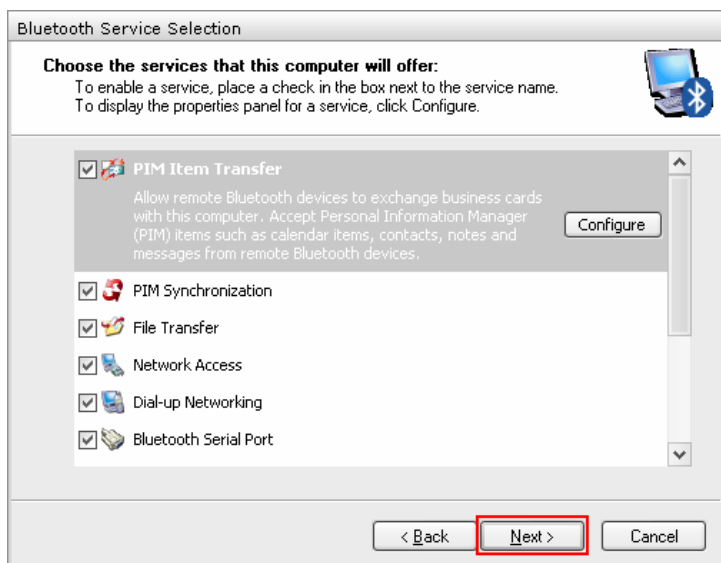 Bluetooth Service Selection
Choose the services that this computer will offer:
To enable a service, place a check in the box next to the service name.
To display the properties panel for a service, click Configure.
PIM Item Transfer
Allow remote Bluetooth devices to exchange business cards
with this computer. Accept Personal Information Manager
(PIM) items such as calendar items, contacts, notes and
messages from remote Bluetooth devices.
Configure
PIM Synchronization
File Transfer
Network Access
Dial-up Networking
Bluetooth Serial Port
< Back
Next >
Cancel